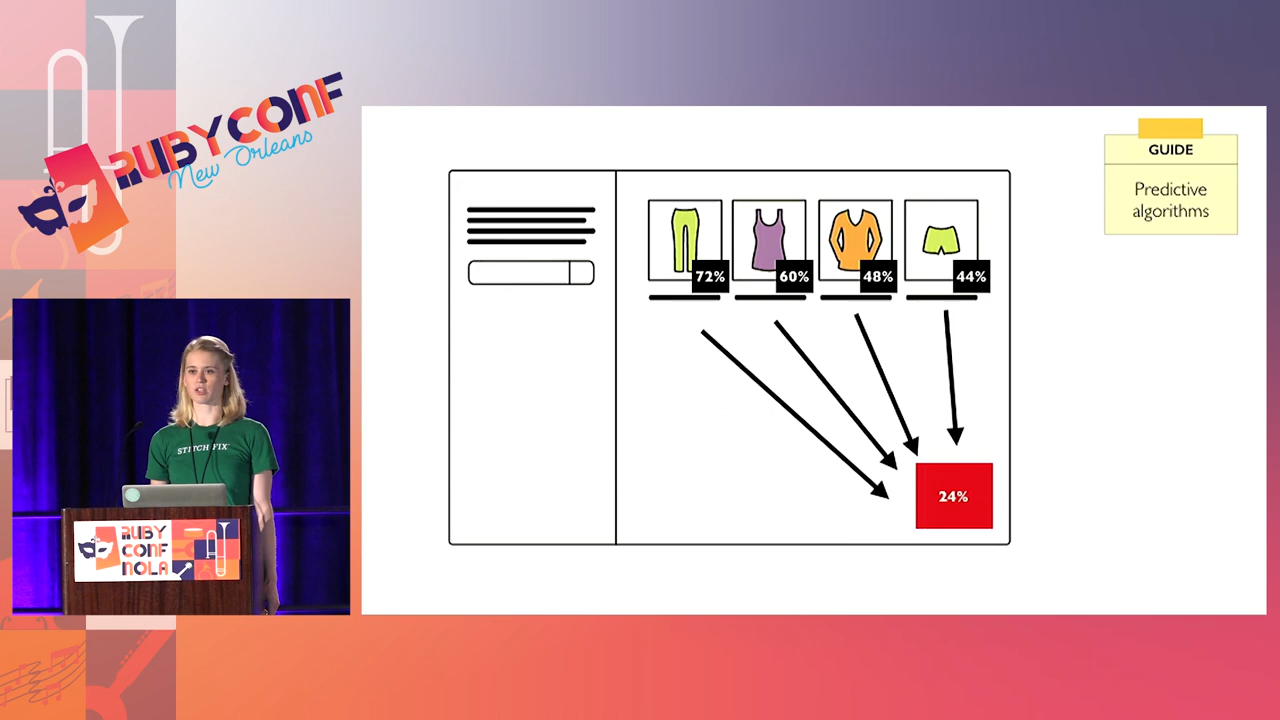 RUBYCONF
New Orleans
GUIDE
Predictive
algorithms
72%
60%
48%
44%
24%
STITCH FIX
RUBY
CONF
NOLA